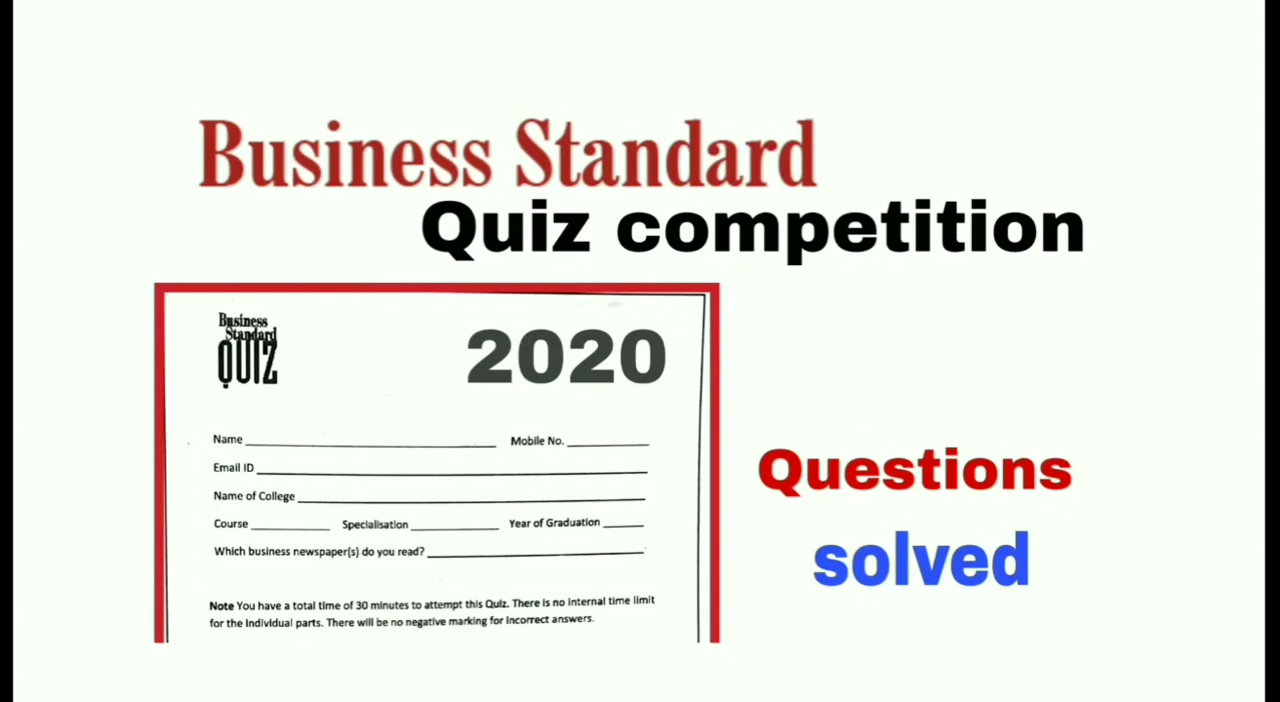 Business Standard
Quiz competition
Business
Standard
QUIZ
2020
Name
Mobile No.
Email ID
Name of College
Course
Specialisation
Year of Graduation
Which business newspaper(s) do you read?
Note You have a total time of 30 minutes to attempt this Quiz. There is no internal time limit
for the individual parts. There will be no negative marking for incorrect answers.
Questions
solved